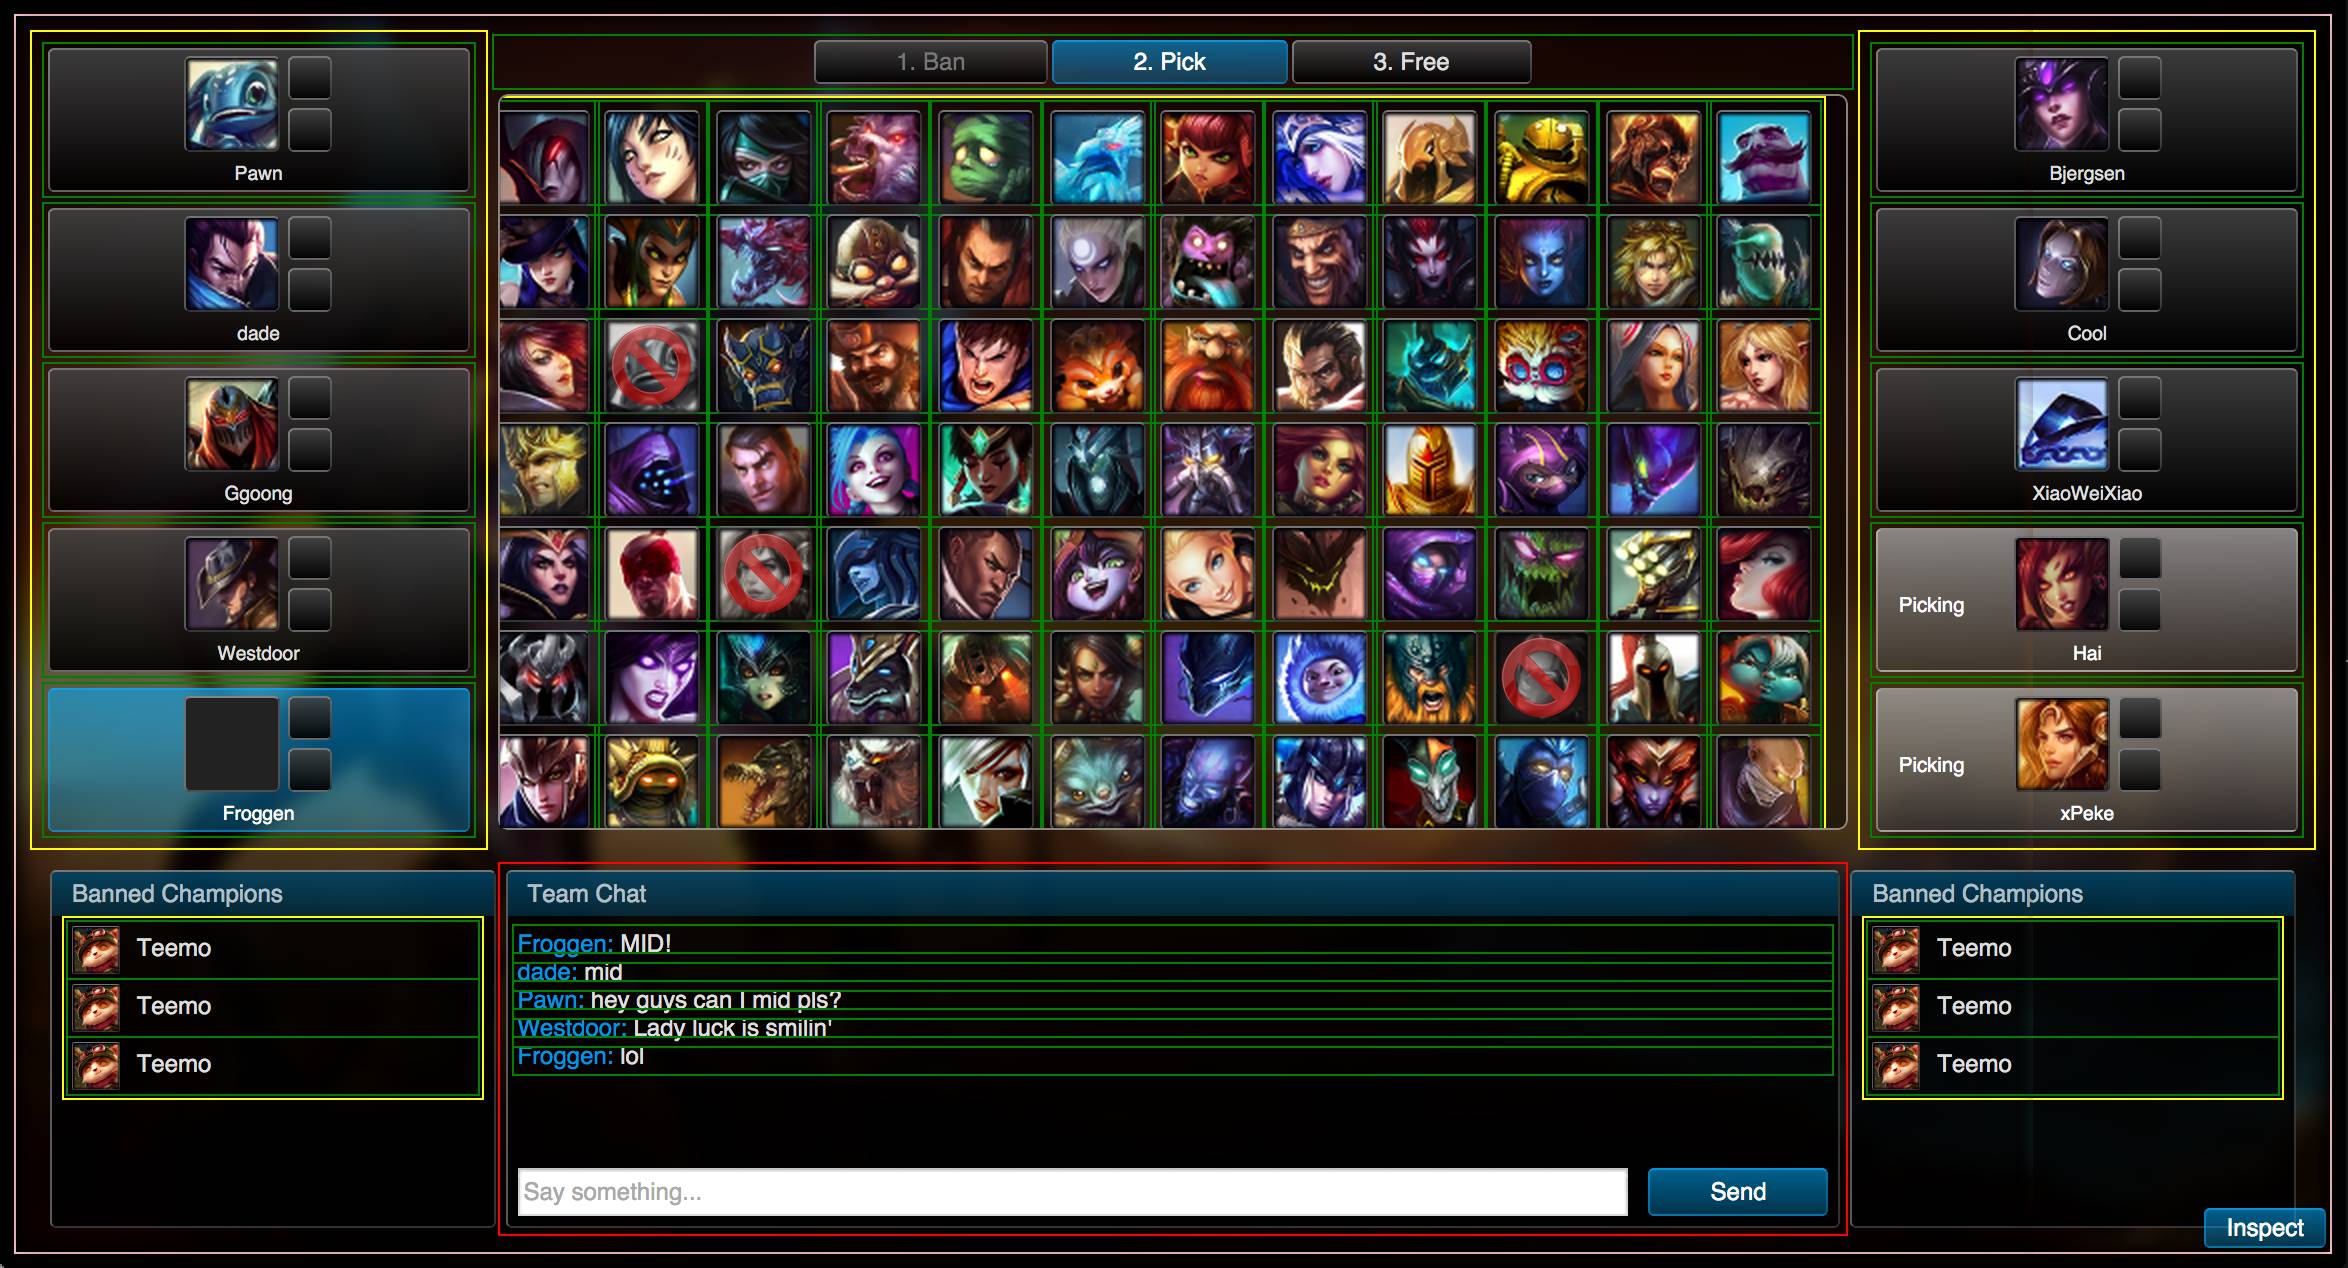 1. Ban
2. Pick
3. Free
Pawn
dade
Ggoong
Westdoor
Froggen
Bjergsen
Cool
XiaoWeiXiao
Picking
Hai
Picking
xPeke
Banned Champions
Teemo
Teemo
Teemo
Team Chat
Froggen: MID!
dade: mid
Pawn: hey guys can I mid pls?
Westdoor: Lady luck is smilin'
Froggen: lol
Say something...
Send
Banned Champions
Teemo
Teemo
Teemo
Inspect